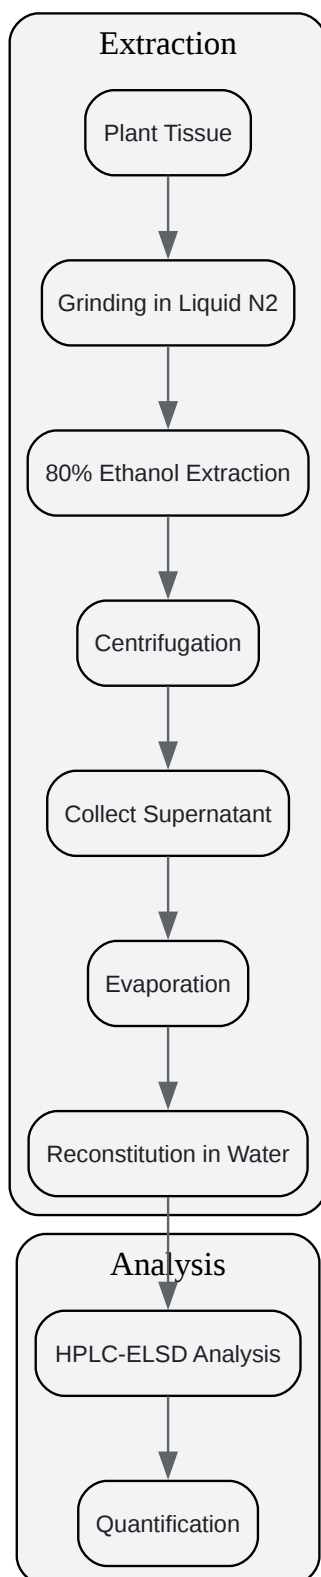 Extraction
Plant Tissue
Grinding in Liquid N2
80% Ethanol Extraction
Centrifugation
Collect Supernatant
Evaporation
Reconstitution in Water
Analysis
HPLC-ELSD Analysis
Quantification